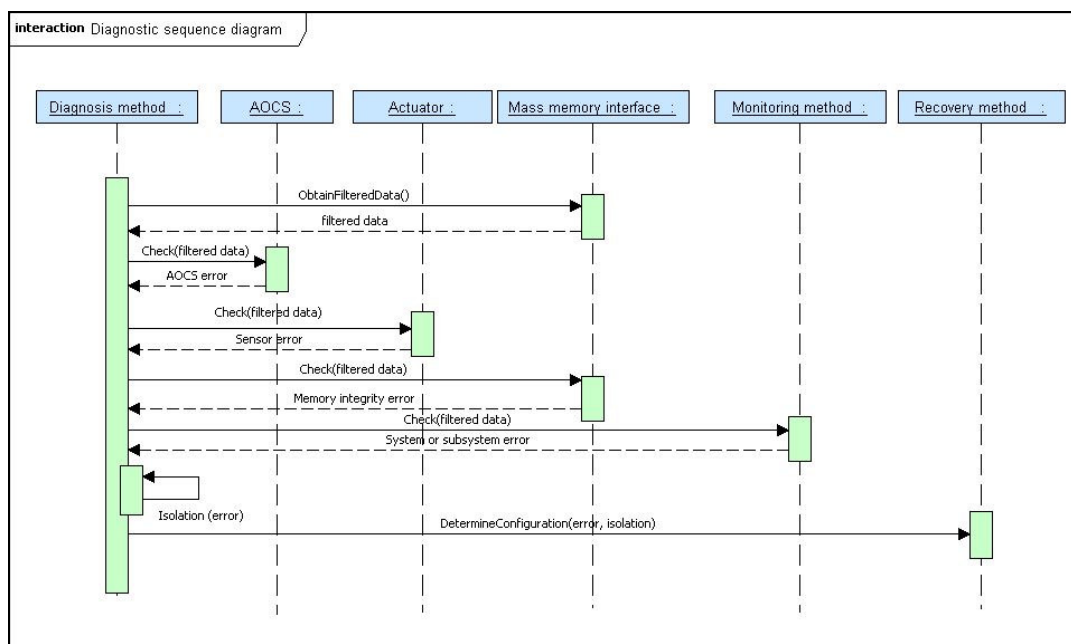 interaction Diagnostic sequence diagram
Diagnosis method :
AOCS :
Actuator :
Mass memory interface :
Monitoring method :
Recovery method :
ObtainFilteredData()
filtered data
Check(filtered data)
AOCS error
Check(filtered data)
Sensor error
Check(filtered data)
Memory integrity error
Check(filtered data)
System or subsystem error
Isolation (error)
DetermineConfiguration(error, isolation)